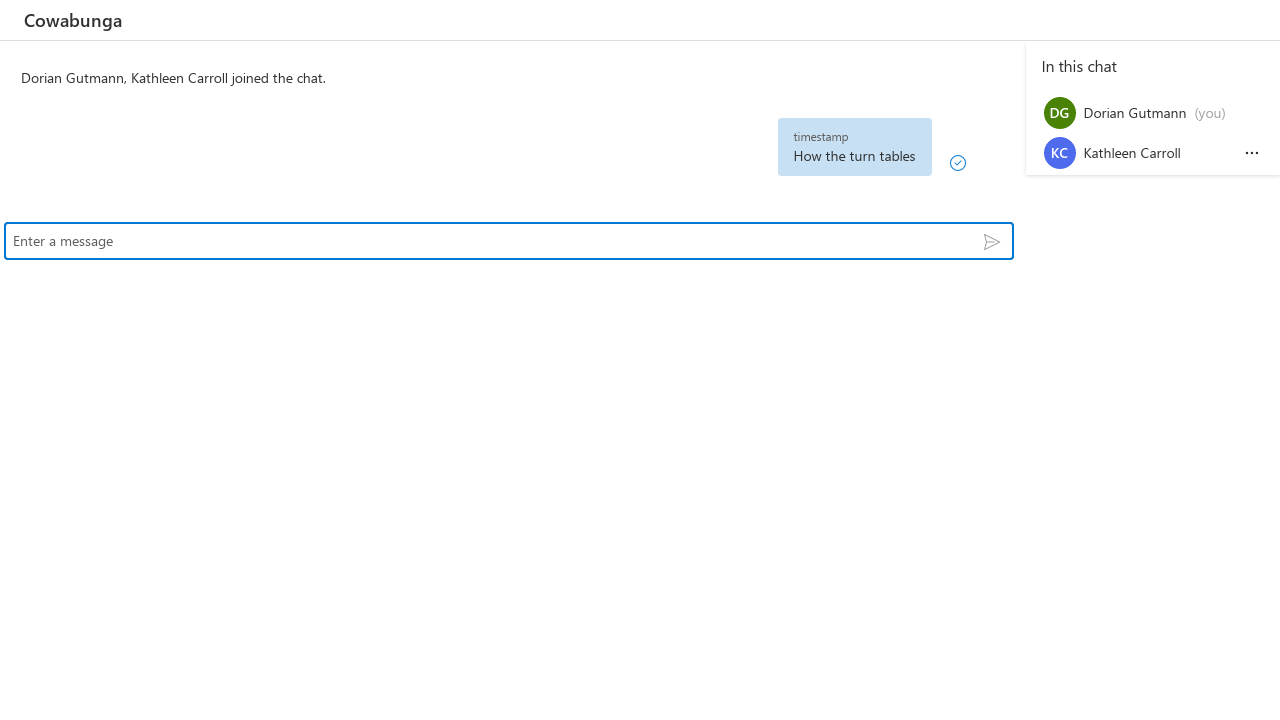 Cowabunga
Dorian Gutmann, Kathleen Carroll joined the chat.
timestamp
How the turn tables
Enter a message
In this chat
DG Dorian Gutmann (you)
KC Kathleen Carroll